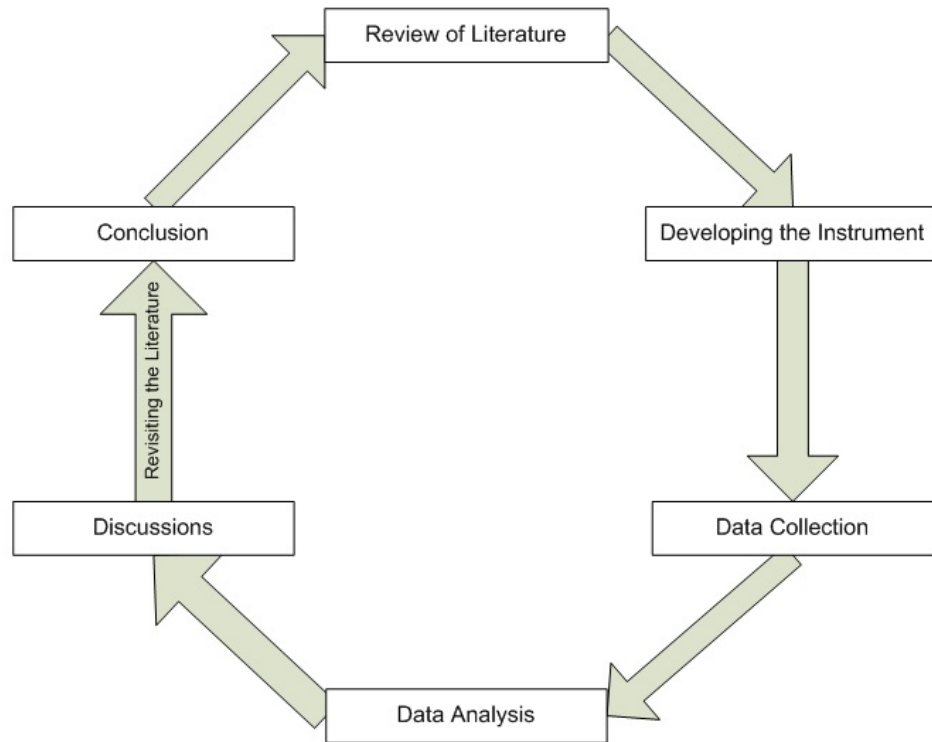 Review of Literature
Developing the Instrument
Data Collection
Data Analysis
Discussions
Revisiting the Literature
Conclusion